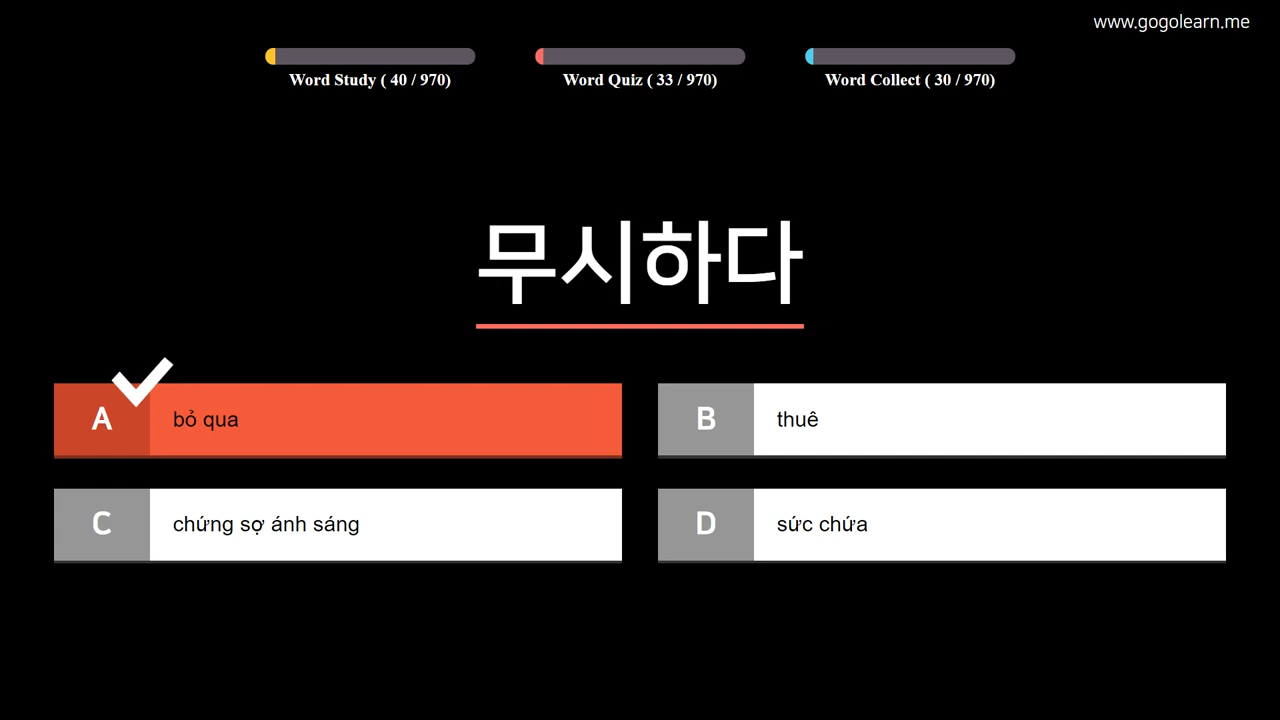 www.gogolearn.me
Word Study ( 40 / 970)
Word Quiz ( 33 / 970)
Word Collect ( 30 / 970)
무시하다
A bỏ qua
B thuê
C chứng sợ ánh sáng
D sức chứa